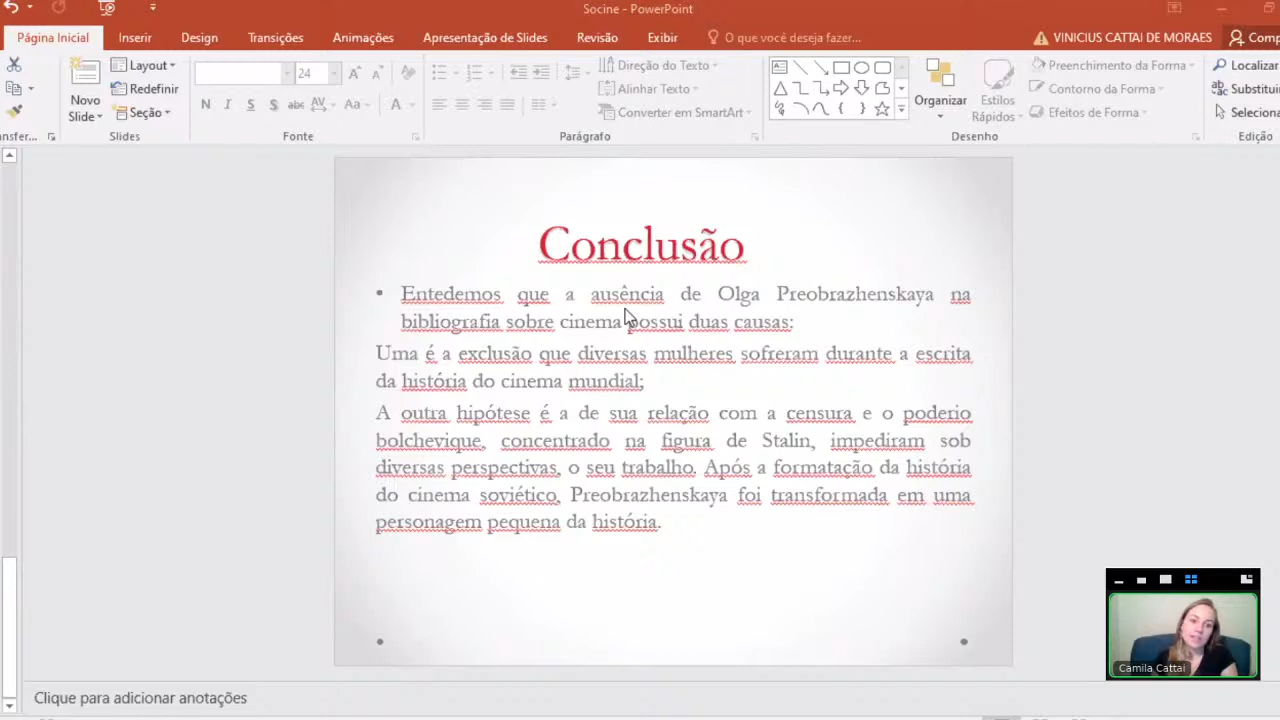 Socine - PowerPoint
Página Inicial Inserir Design Transições Animações Apresentação de Slides Revisão Exibir O que você deseja fazer... VINICIUS CATTAI DE MORAES
Layout
Redefinir
Seção
Novo
Slide
24
N I S S abc AV Aa A
Direção do Texto
Alinhar Texto
Converter em SmartArt
Organizar
Estilos
Rápidos
Preenchimento da Forma
Contorno da Forma
Efeitos de Forma
Localizar
Slides Fonte Parágrafo Desenho Edição
Conclusão
• Entedemos que a ausência de Olga Preobrazhenskaya na
bibliografia sobre cinema possui duas causas:
Uma é a exclusão que diversas mulheres sofreram durante a escrita
da história do cinema mundial;
A outra hipótese é a de sua relação com a censura e o poderio
bolchevique, concentrado na figura de Stalin, impediram sob
diversas perspectivas, o seu trabalho. Após a formatação da história
do cinema soviético, Preobrazhenskaya foi transformada em uma
personagem pequena da história.
Camila Cattai
Clique para adicionar anotações